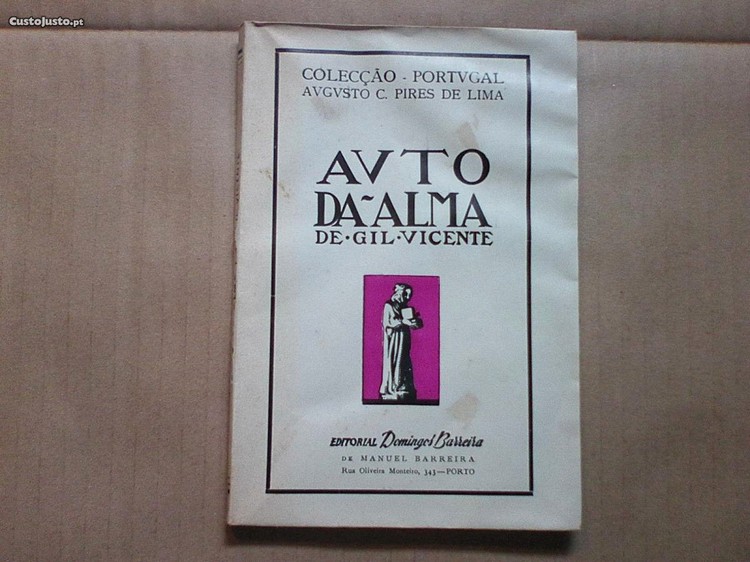 CustoJusto.pt
COLECÇÃO - PORTVGAL
AVGVSTO C. PIRES DE LIMA
AVTO
DA~ALMA
DE·GIL·VICENTE
EDITORIAL Domingos Barreira
DE MANUEL BARREIRA
Rua Oliveira Monteiro, 343—PORTO